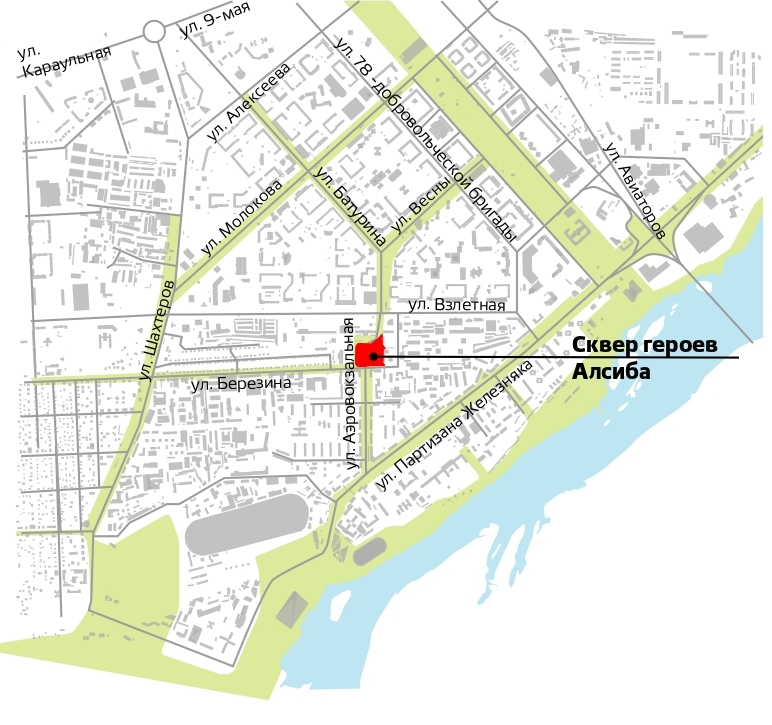 ул. 9-мая
ул.
Караульная
ул. 78 -добровольческой бригады
ул. Алексеева
ул. Авиаторов
ул. Батурина
ул. Весны
ул. Молокова
ул. Взлетная
ул. Шахтеров
ул. Аэровокзальная
Сквер героев
Алсиба
ул. Березина
ул. Партизана Железняка